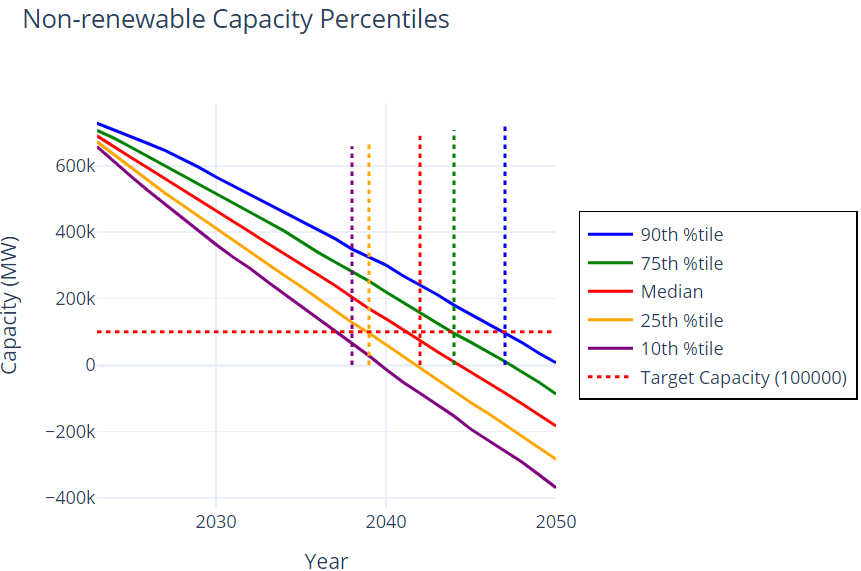 Non-renewable Capacity Percentiles
600k
400k
200k
0
−200k
−400k
Capacity (MW)
2030
2040
2050
Year
90th %tile
75th %tile
Median
25th %tile
10th %tile
Target Capacity (100000)